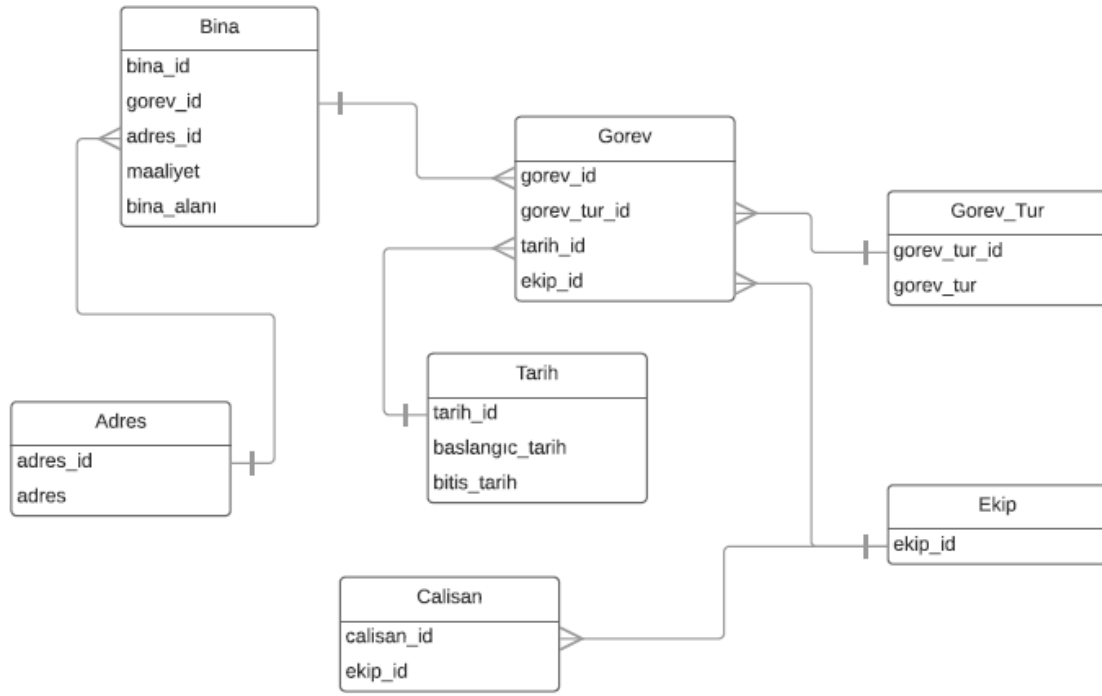 Bina
bina_id
gorev_id
adres_id
maaliyet
bina_alanı
Gorev
gorev_id
gorev_tur_id
tarih_id
ekip_id
Gorev_Tur
gorev_tur_id
gorev_tur
Tarih
tarih_id
baslangıc_tarih
bitis_tarih
Adres
adres_id
adres
Ekip
ekip_id
Calisan
calisan_id
ekip_id